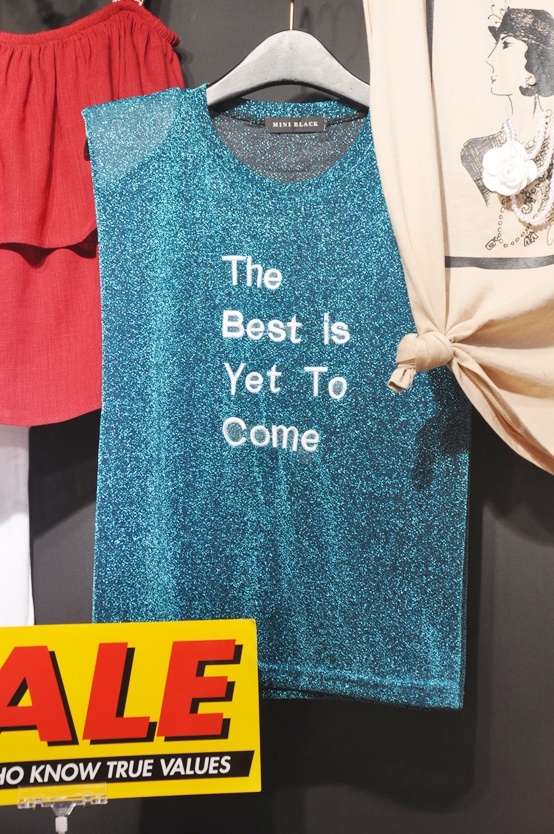 MINI BLACK
The
Best is
Yet To
Come
ALE
HO KNOW TRUE VALUES